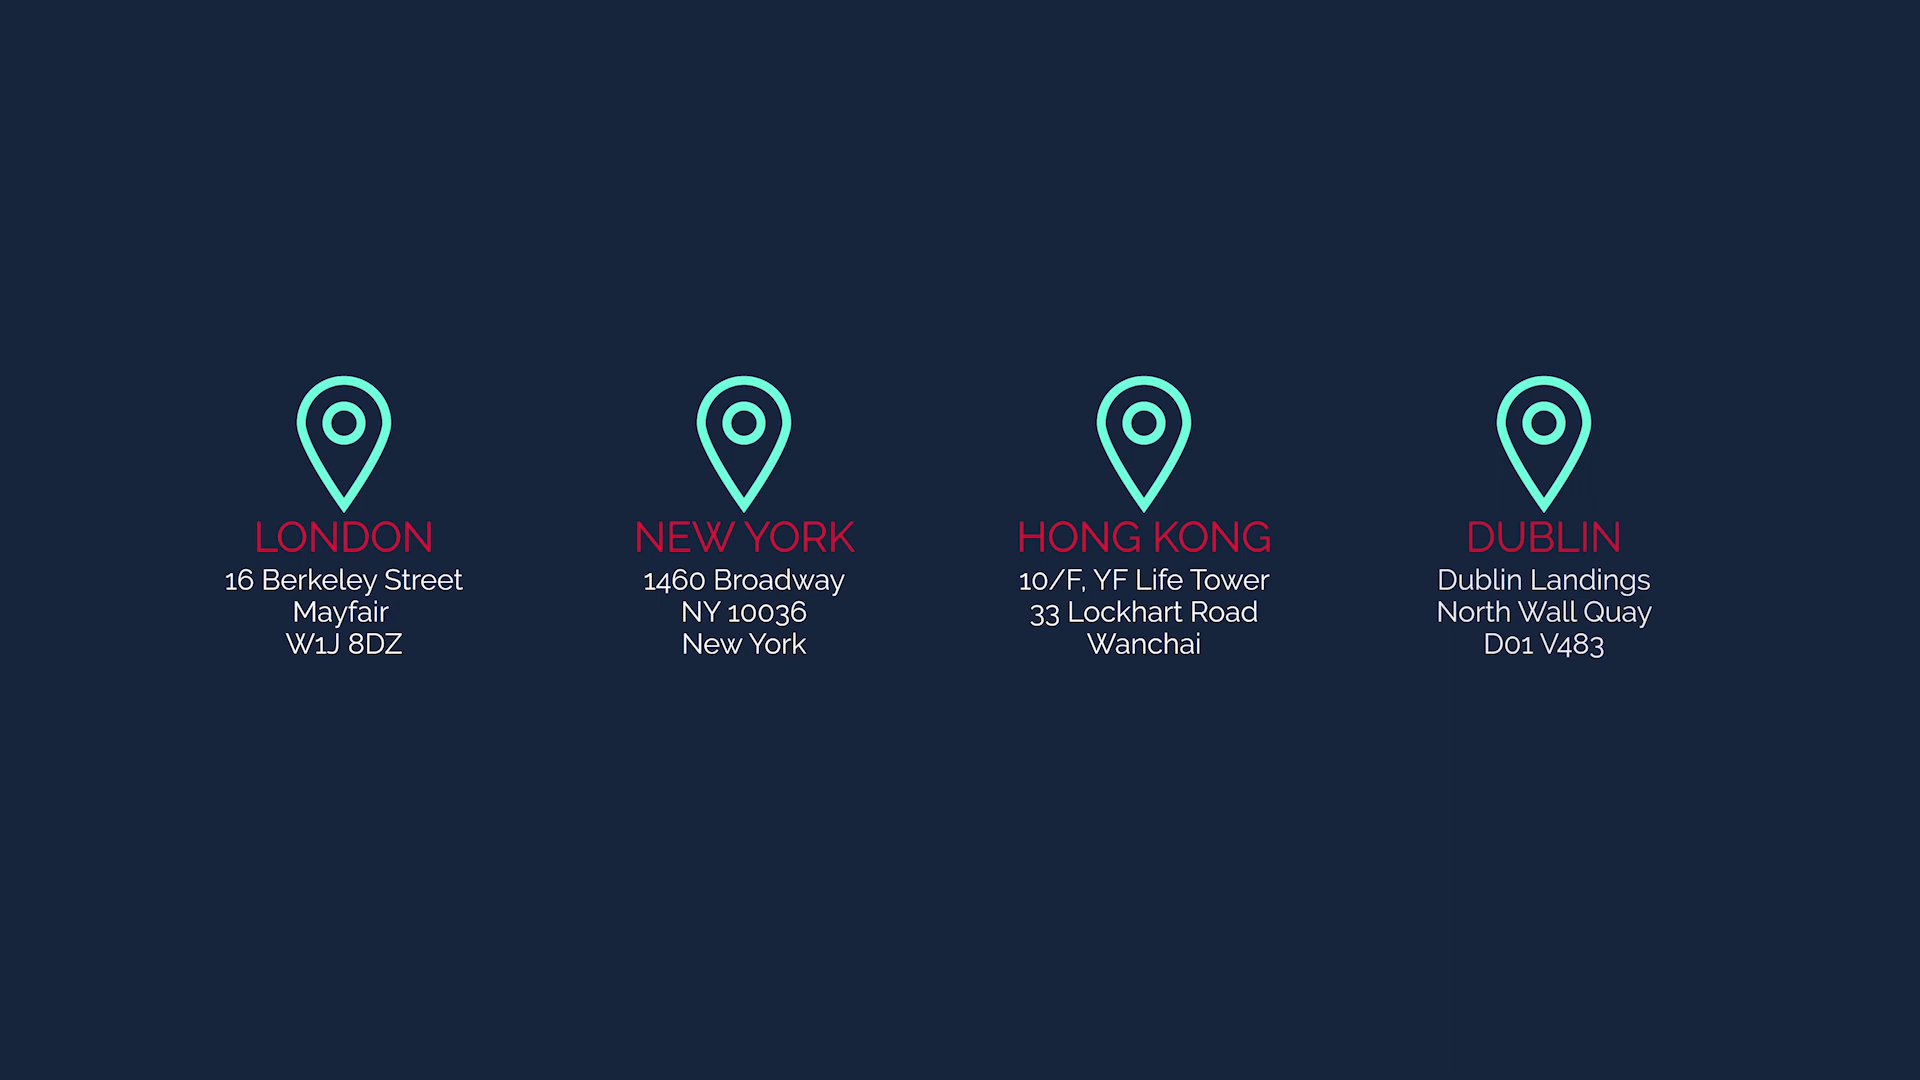 LONDON
16 Berkeley Street
Mayfair
W1J 8DZ
NEW YORK
1460 Broadway
NY 10036
New York
HONG KONG
10/F, YF Life Tower
33 Lockhart Road
Wanchai
DUBLIN
Dublin Landings
North Wall Quay
D01 V483